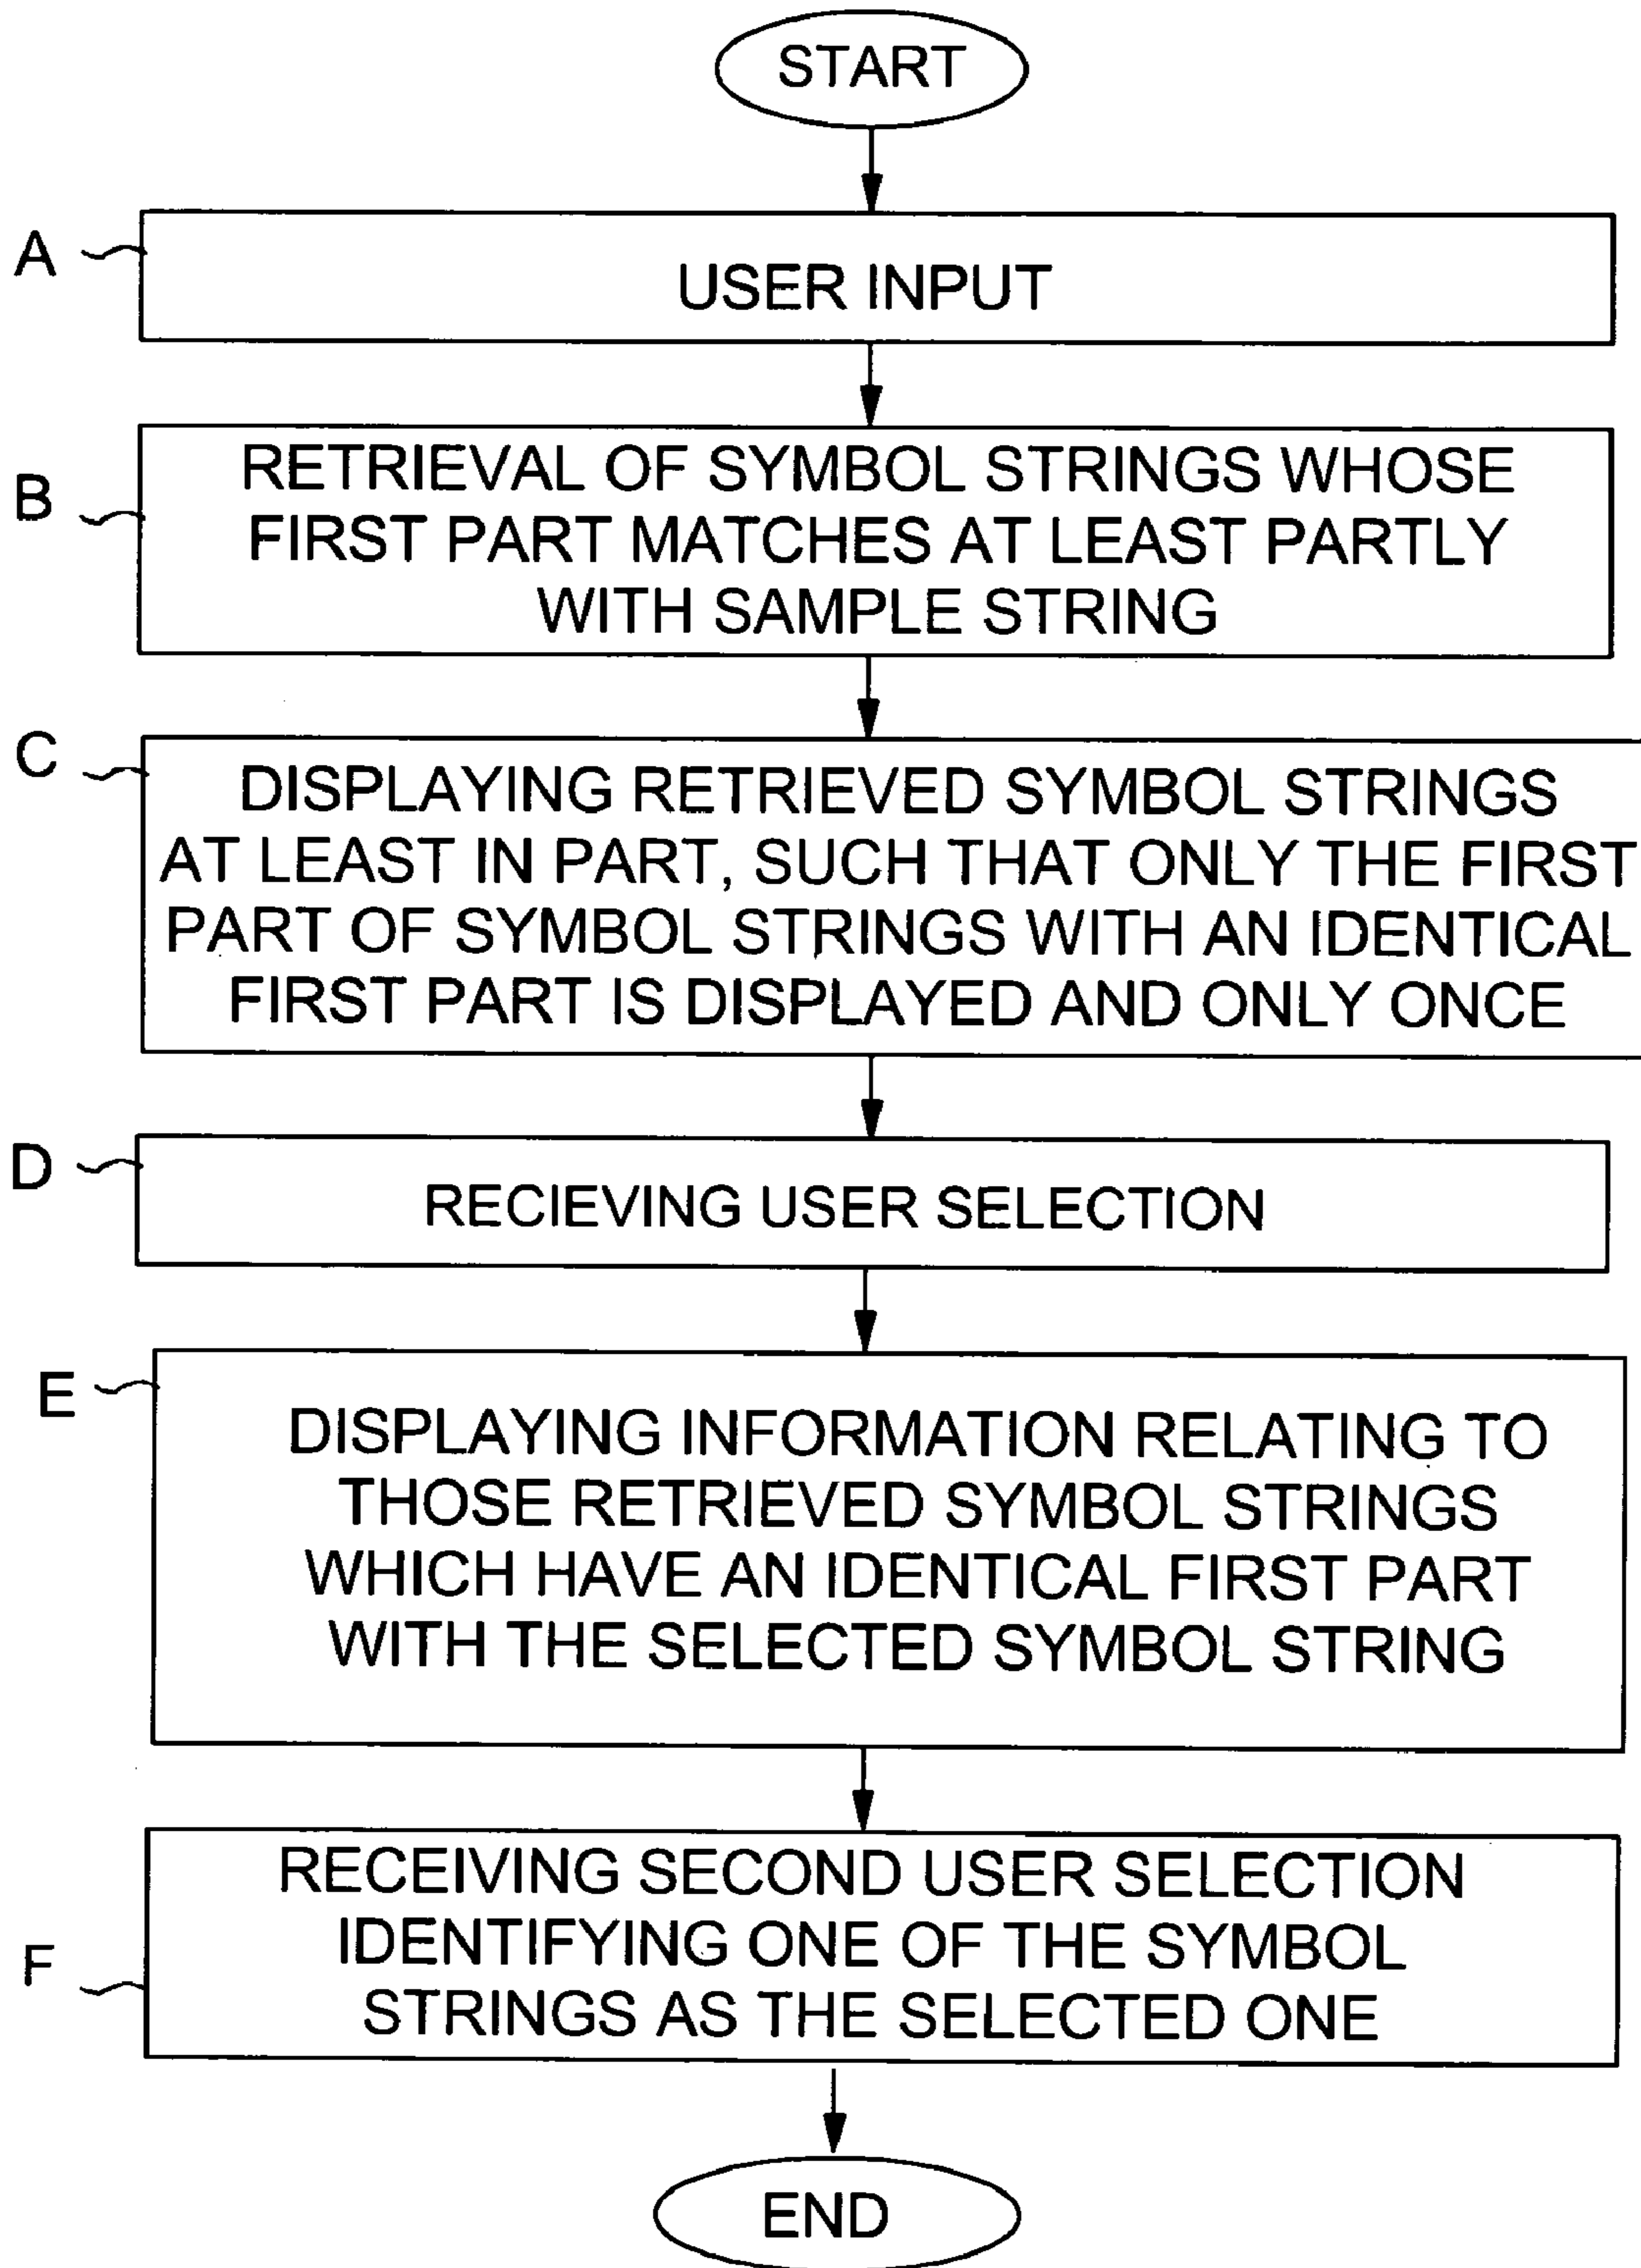 START
A
USER INPUT
B
RETRIEVAL OF SYMBOL STRINGS WHOSE
FIRST PART MATCHES AT LEAST PARTLY
WITH SAMPLE STRING
C
DISPLAYING RETRIEVED SYMBOL STRINGS
AT LEAST IN PART, SUCH THAT ONLY THE FIRST
PART OF SYMBOL STRINGS WITH AN IDENTICAL
FIRST PART IS DISPLAYED AND ONLY ONCE
D
RECIEVING USER SELECTION
E
DISPLAYING INFORMATION RELATING TO
THOSE RETRIEVED SYMBOL STRINGS
WHICH HAVE AN IDENTICAL FIRST PART
WITH THE SELECTED SYMBOL STRING
F
RECEIVING SECOND USER SELECTION
IDENTIFYING ONE OF THE SYMBOL
STRINGS AS THE SELECTED ONE
END